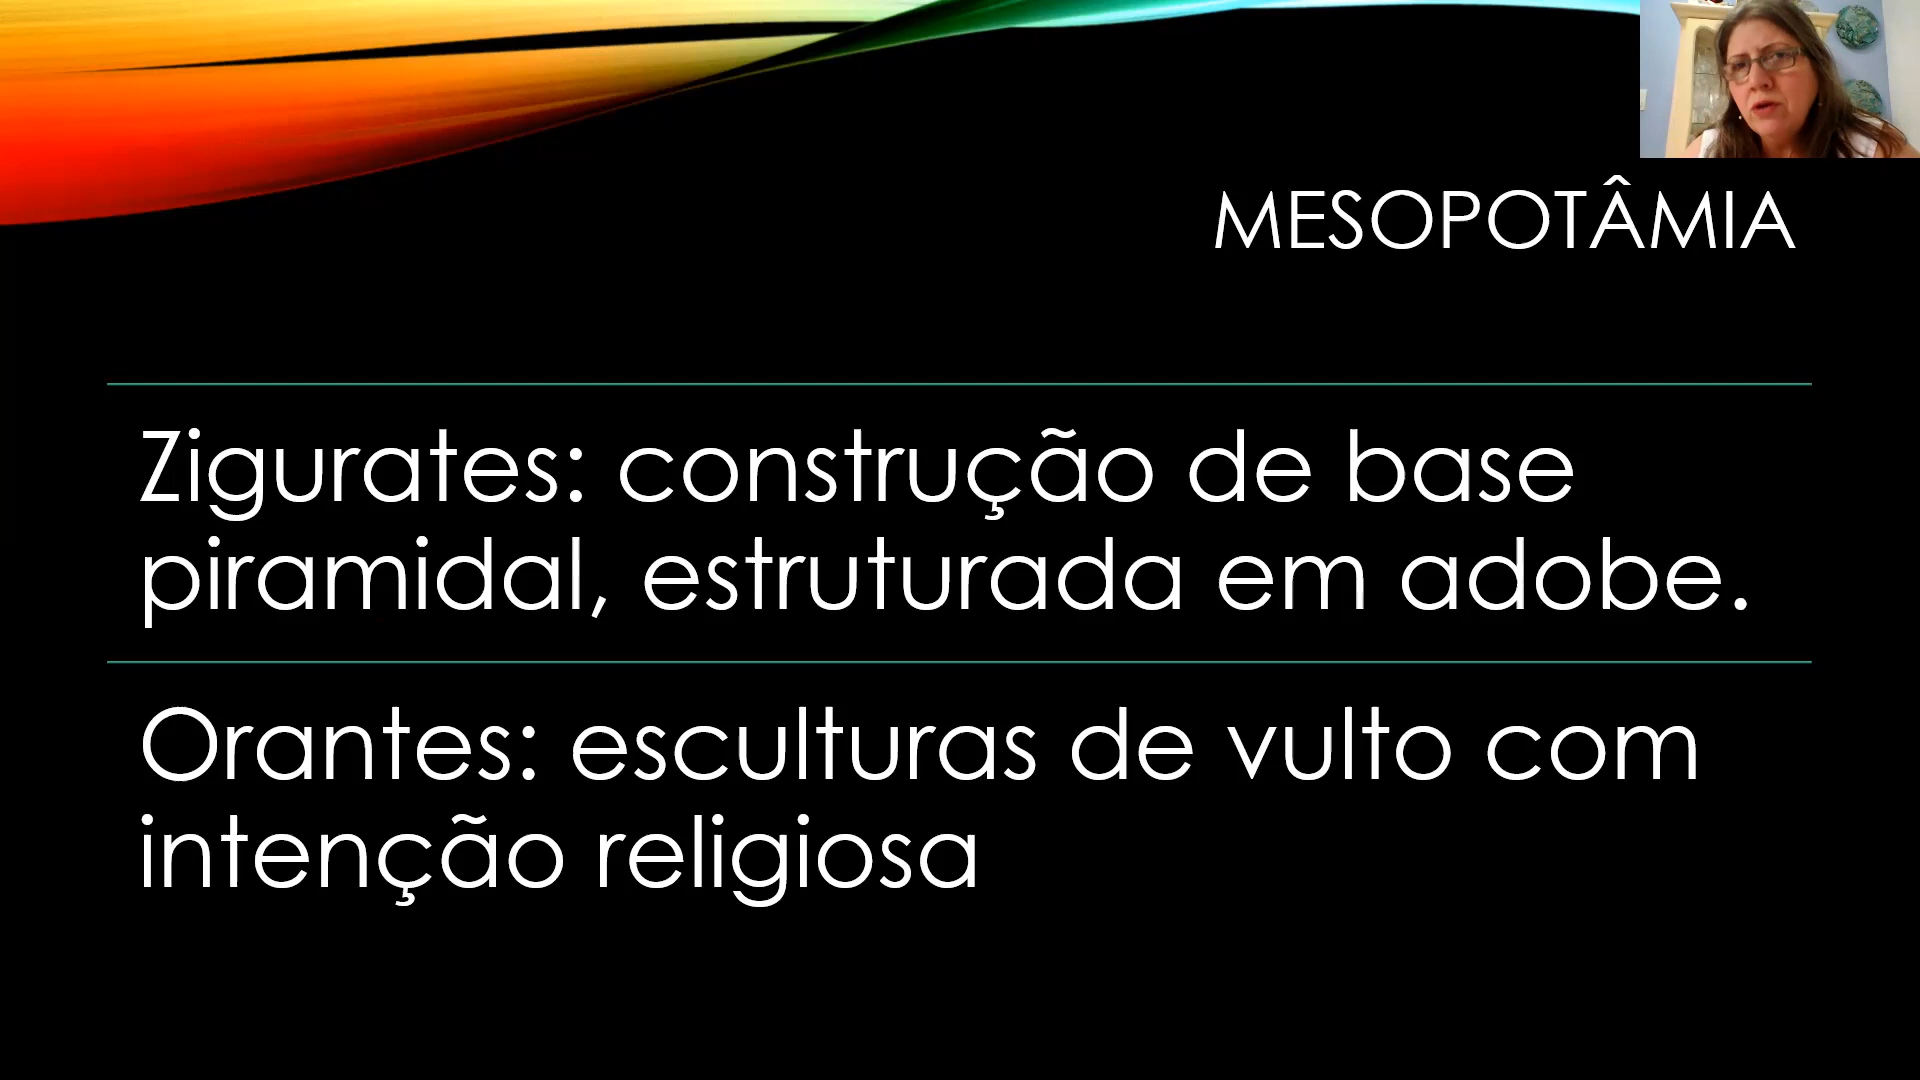 MESOPOTÂMIA
Zigurates: construção de base
piramidal, estruturada em adobe.
Orantes: esculturas de vulto com
intenção religiosa